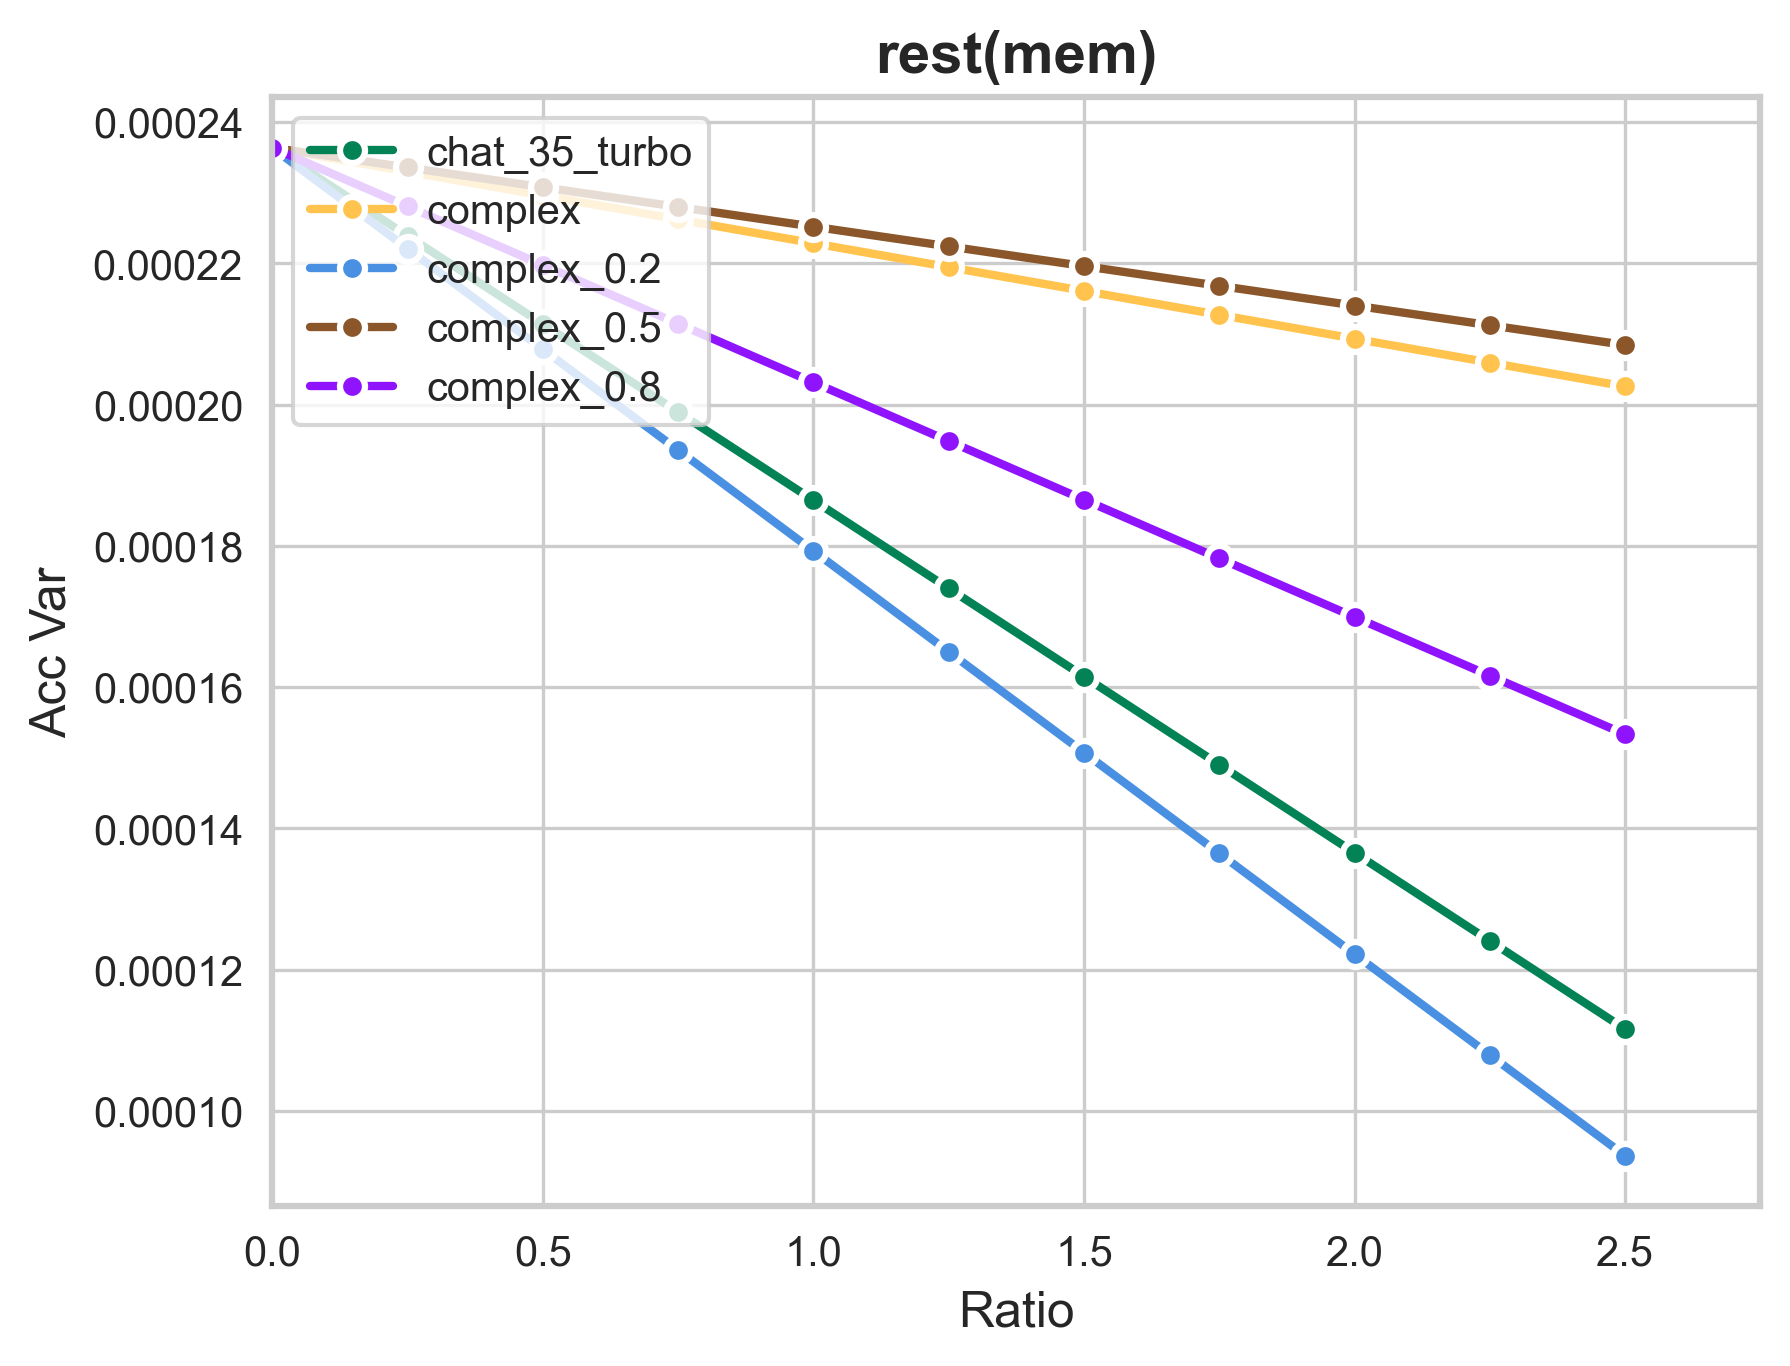 rest(mem)
0.00024
0.00022
0.00020
0.00018
0.00016
0.00014
0.00012
0.00010
Acc Var
chat_35_turbo
complex
complex_0.2
complex_0.5
complex_0.8
0.0 0.5 1.0 1.5 2.0 2.5
Ratio